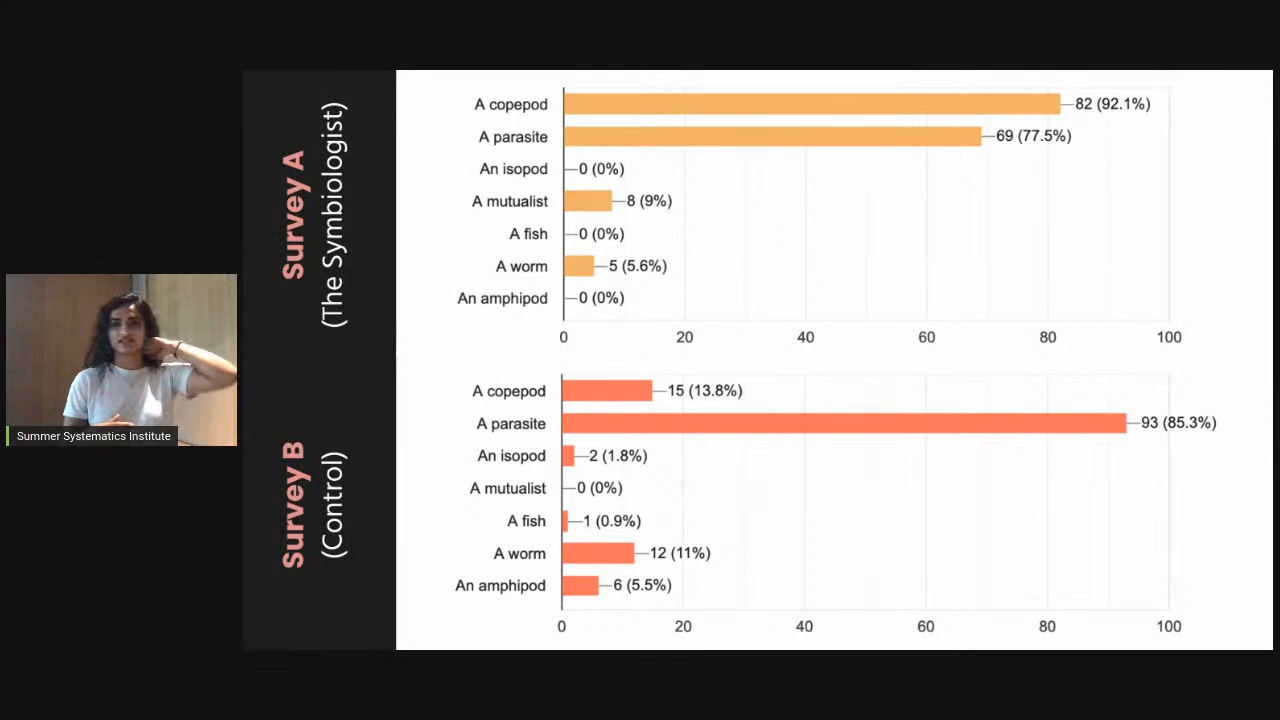 Survey A
(The Symbiologist)
A copepod 82 (92.1%)
A parasite 69 (77.5%)
An isopod 0 (0%)
A mutualist 8 (9%)
A fish 0 (0%)
A worm 5 (5.6%)
An amphipod 0 (0%)
0 20 40 60 80 100
Survey B
(Control)
A copepod 15 (13.8%)
A parasite 93 (85.3%)
An isopod 2 (1.8%)
A mutualist 0 (0%)
A fish 1 (0.9%)
A worm 12 (11%)
An amphipod 6 (5.5%)
0 20 40 60 80 100
Summer Systematics Institute